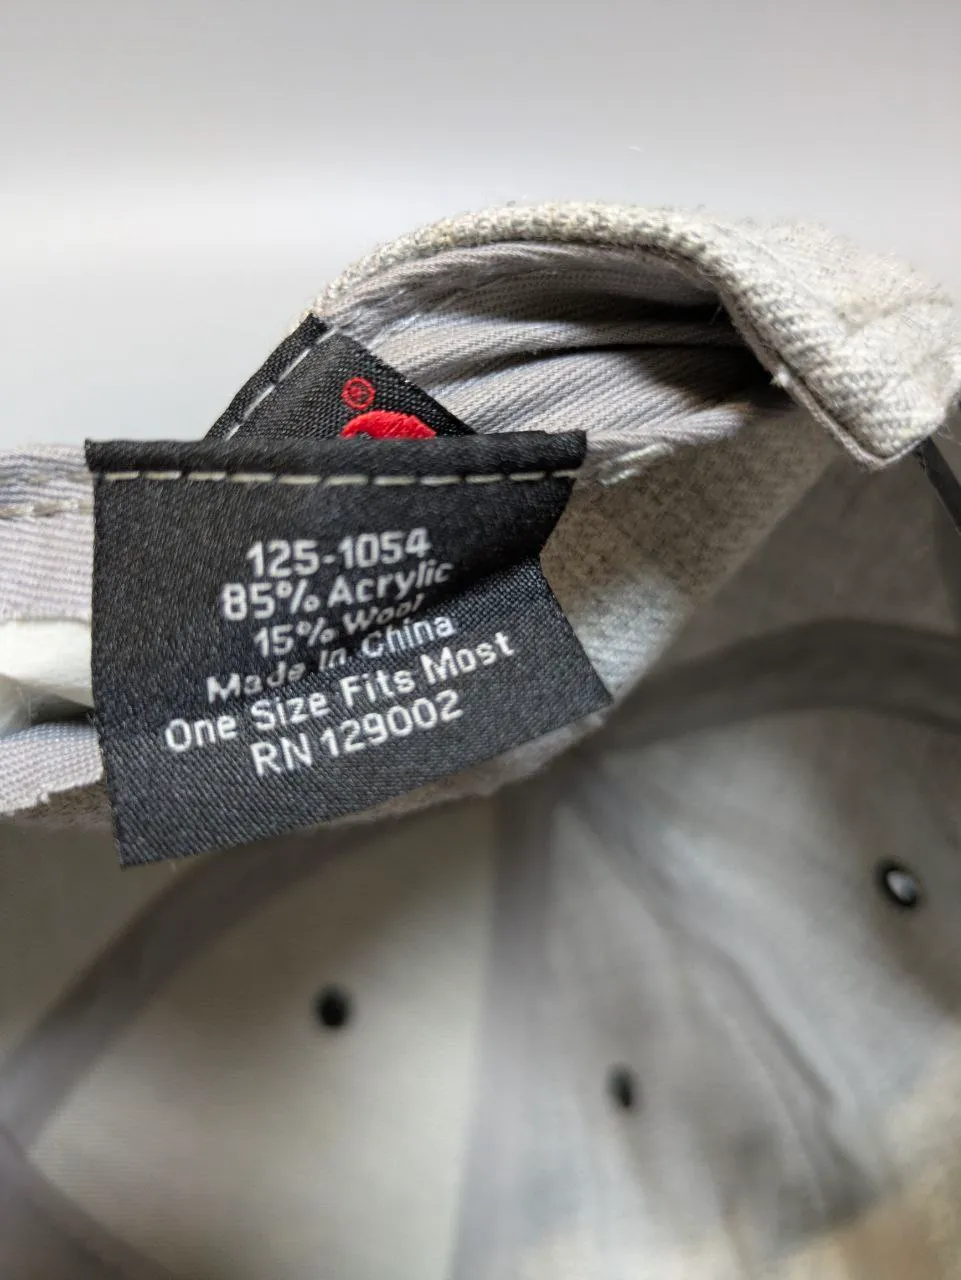 ®
125-1054
85% Acrylic
15% Wool
Made in China
One Size Fits Most
RN 129002